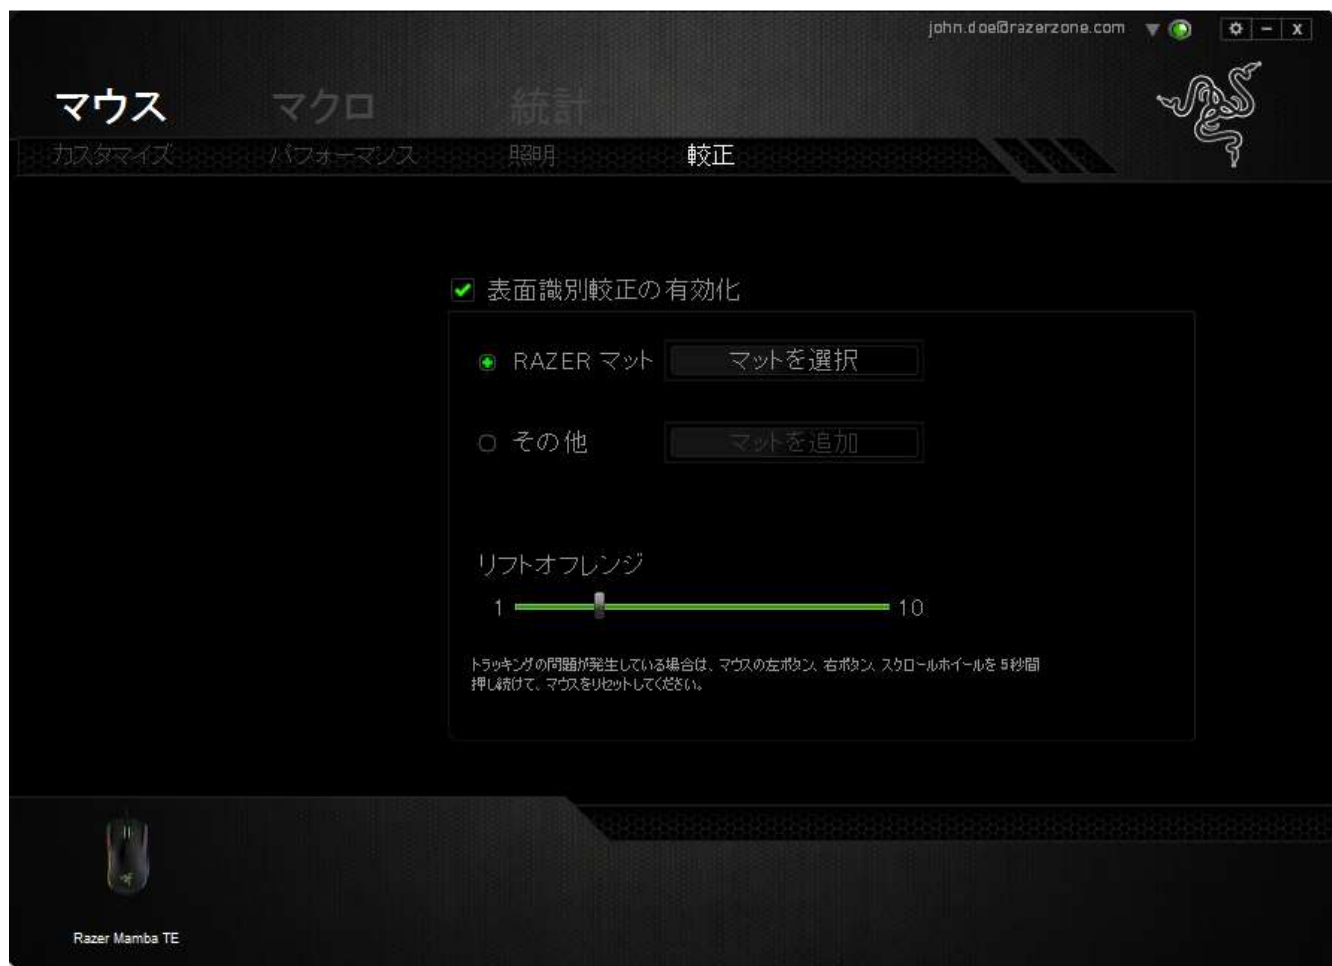 john.doe@razerzone.com
マウス マクロ 統計
カスタマイズ パフォーマンス 照明 較正
表面識別較正の有効化
RAZER マット マットを選択
その他 マットを追加
リフトオフレンジ
1 10
トラッキングの問題が発生している場合は、マウスの左ボタン、右ボタン、スクロールホイールを 5 秒間
押し続けて、マウスをリセットしてください。
Razer Mamba TE